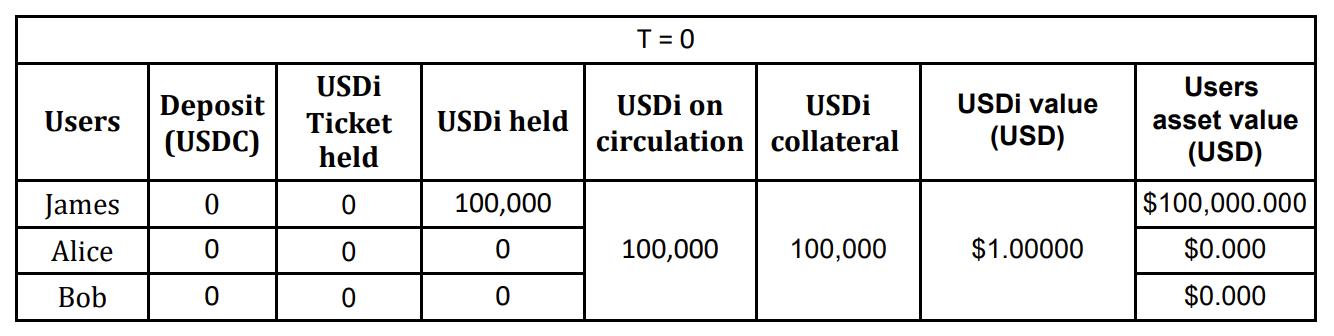 T = 0
Users Deposit (USDC) USDi Ticket held USDi held USDi on circulation USDi collateral USDi value (USD) Users asset value (USD)
James 0 0 100,000 100,000 100,000 $1.00000 $100,000.000
Alice 0 0 0 $0.000
Bob 0 0 0 $0.000